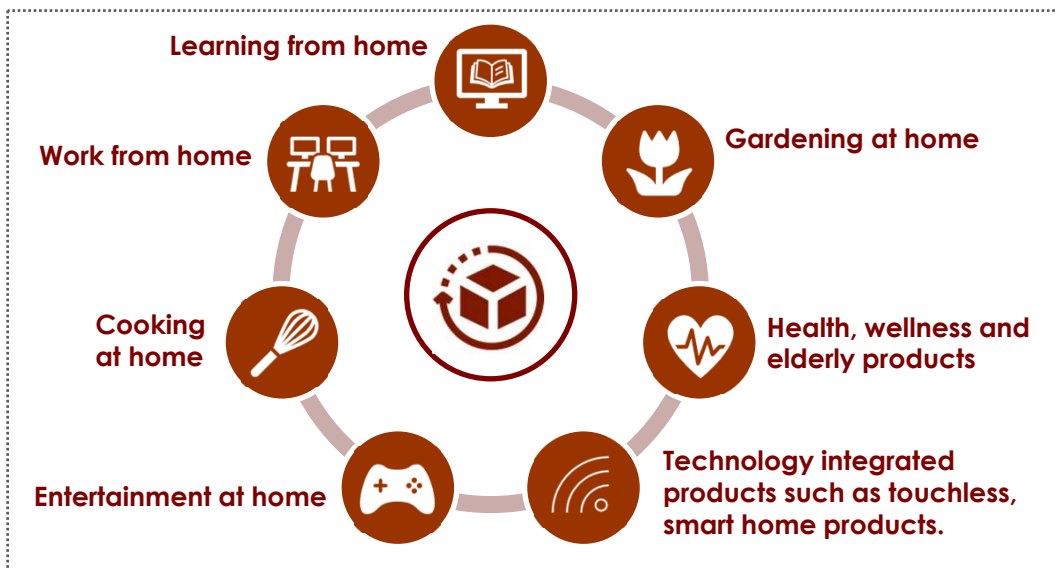 Learning from home
Gardening at home
Work from home
Health, wellness and
elderly products
Cooking
at home
Technology integrated
products such as touchless,
smart home products.
Entertainment at home